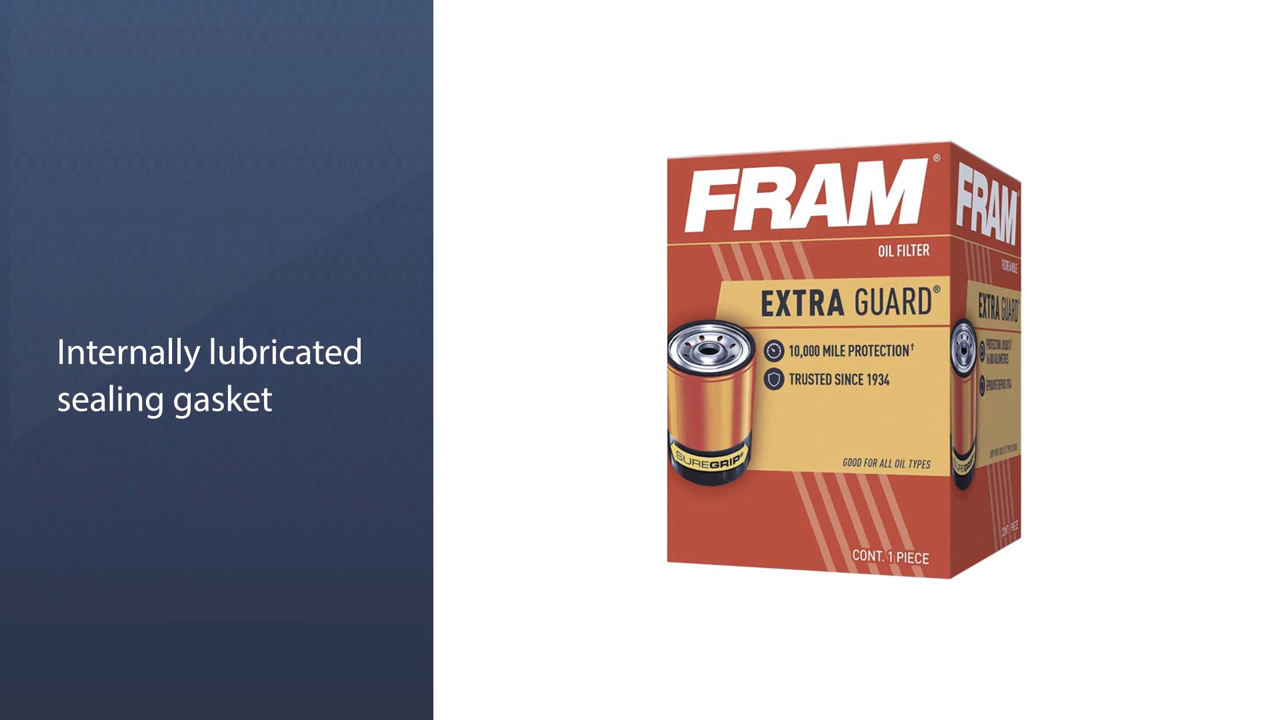 Internally lubricated
sealing gasket
FRAM®
OIL FILTER
EXTRA GUARD®
10,000 MILE PROTECTION†
TRUSTED SINCE 1934
SUREGRIP®
GOOD FOR ALL OIL TYPES
CONT. 1 PIECE
FRAM
EXTRA GUARD
SUREGRIP